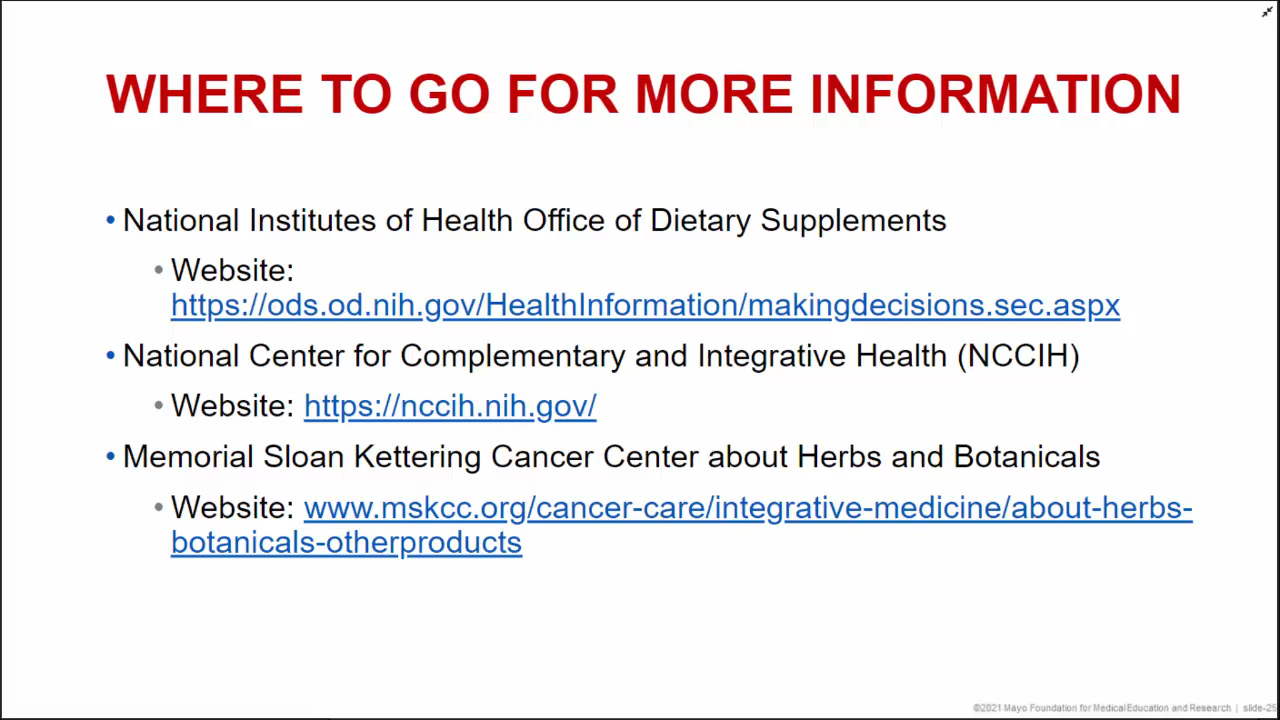 WHERE TO GO FOR MORE INFORMATION
• National Institutes of Health Office of Dietary Supplements
• Website:
https://ods.od.nih.gov/HealthInformation/makingdecisions.sec.aspx
• National Center for Complementary and Integrative Health (NCCIH)
• Website: https://nccih.nih.gov/
• Memorial Sloan Kettering Cancer Center about Herbs and Botanicals
• Website: www.mskcc.org/cancer-care/integrative-medicine/about-herbs-
botanicals-otherproducts
©2021 Mayo Foundation for Medical Education and Research | slide-25